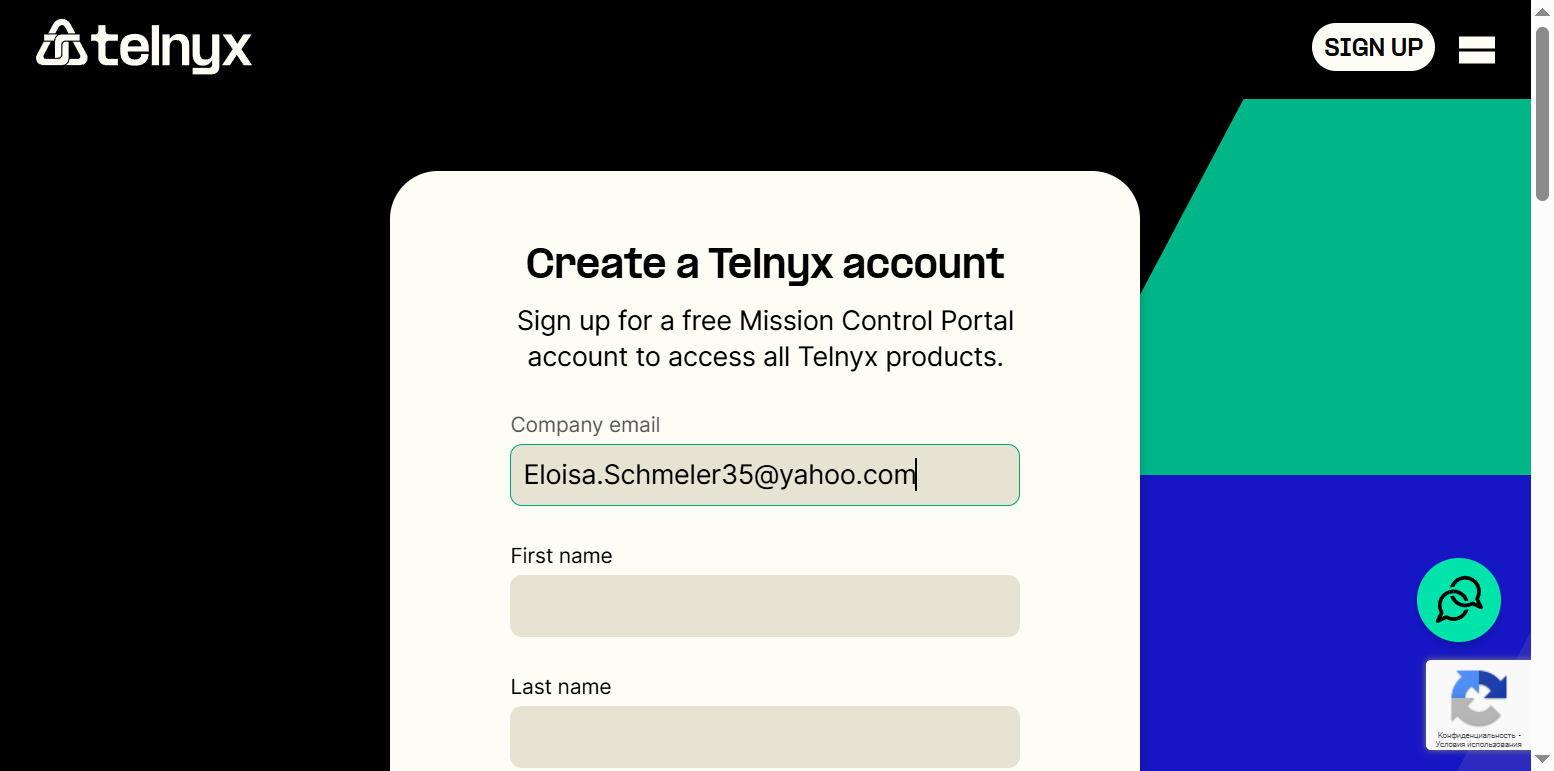 telnyx
SIGN UP
Create a Telnyx account
Sign up for a free Mission Control Portal
account to access all Telnyx products.
Company email
Eloisa.Schmeler35@yahoo.com
First name
Last name
Конфиденциальность -
Условия использования